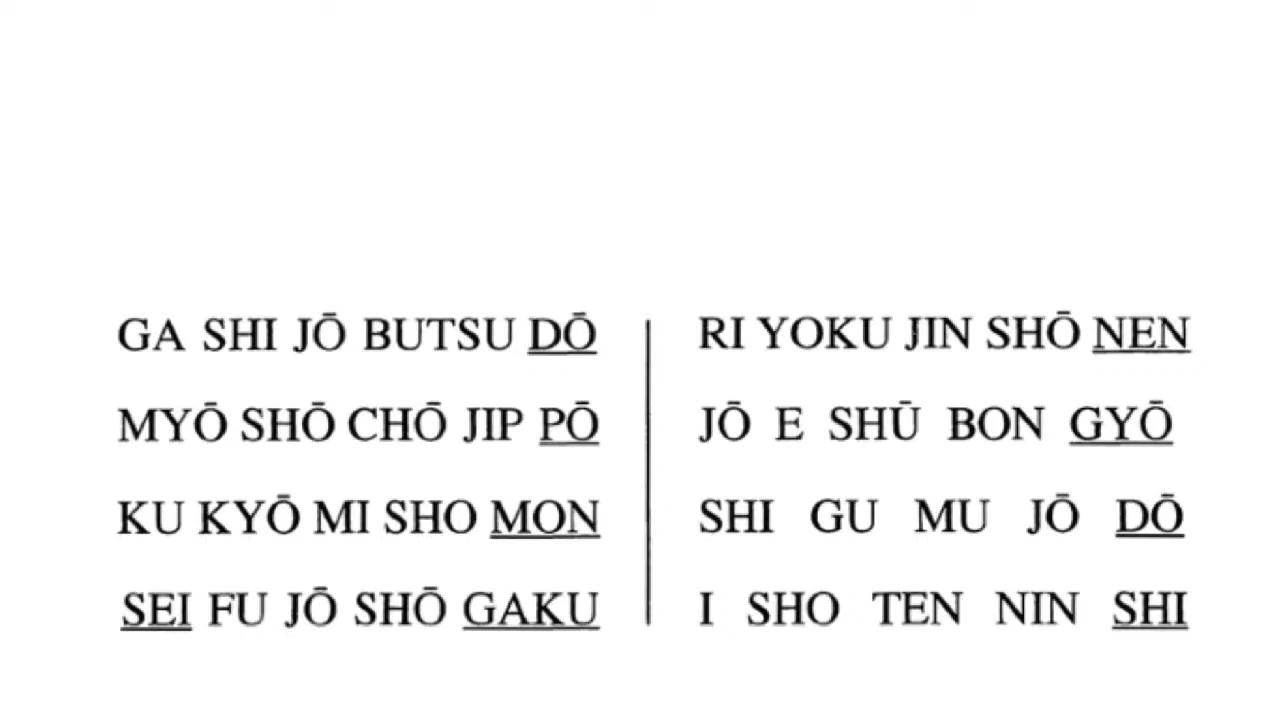 GA SHI JŌ BUTSU DŌ
MYŌ SHŌ CHŌ JIP PŌ
KU KYŌ MI SHO MON
SEI FU JŌ SHŌ GAKU
RI YOKU JIN SHŌ NEN
JŌ E SHŪ BON GYŌ
SHI GU MU JŌ DŌ
I SHO TEN NIN SHI